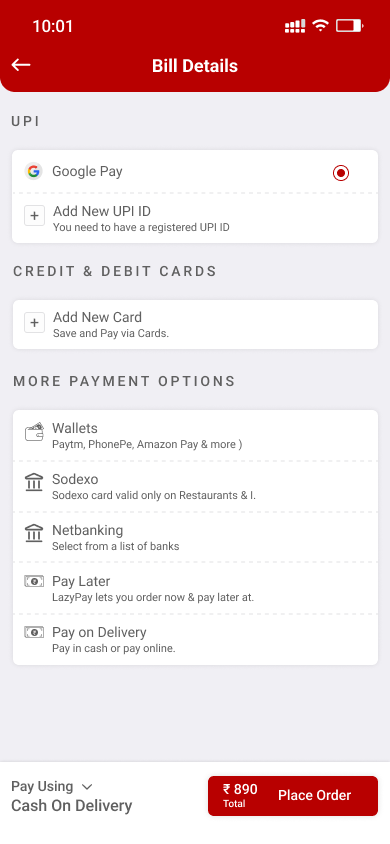 10:01
Bill Details
UPI
Google Pay
Add New UPI ID
You need to have a registered UPI ID
CREDIT & DEBIT CARDS
Add New Card
Save and Pay via Cards.
MORE PAYMENT OPTIONS
Wallets
Paytm, PhonePe, Amazon Pay & more )
Sodexo
Sodexo card valid only on Restaurants & I.
Netbanking
Select from a list of banks
Pay Later
LazyPay lets you order now & pay later at.
Pay on Delivery
Pay in cash or pay online.
Pay Using
Cash On Delivery
₹ 890
Total
Place Order